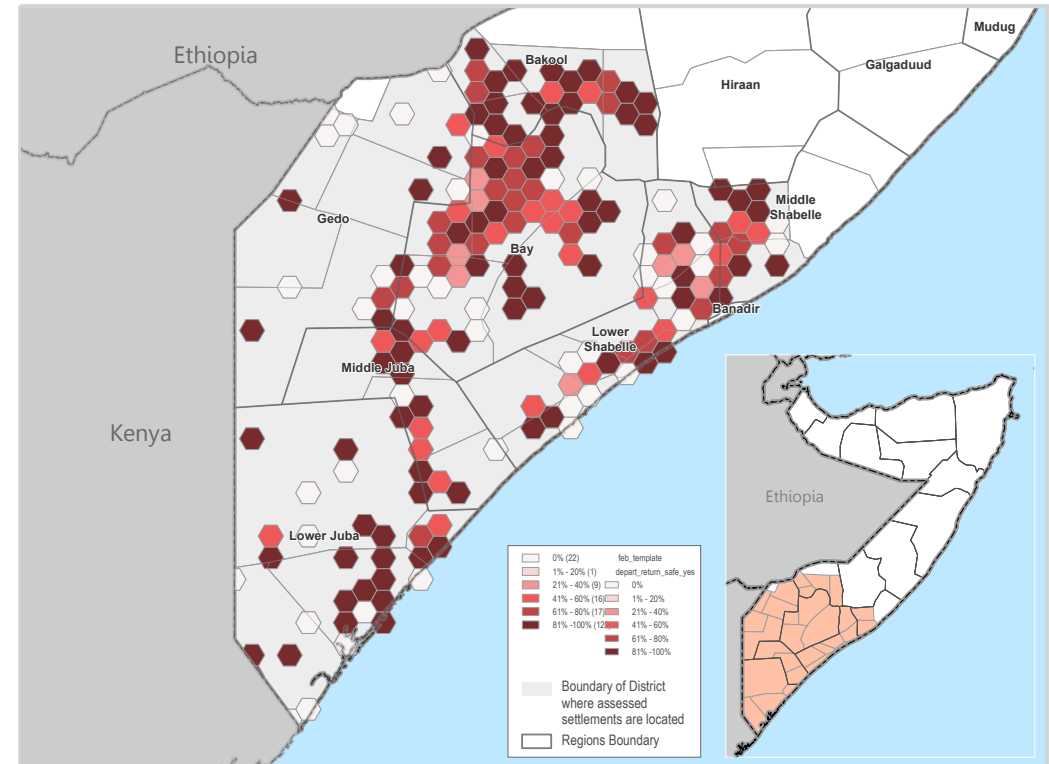 Mudug
Ethiopia
Bakool
Galgaduud
Hiraan
Middle
Shabelle
Gedo
Bay
Banadir
Lower
Shabelle
Middle Juba
Kenya
Ethiopia
Lower Juba
0% (22)
feb_template
1% - 20% (1)
depart_return_safe_yes
21% - 40% (9)
0%
41% - 60% (16)
1% - 20%
61% - 80% (17)
21% - 40%
81% -100%
41% - 60%
61% - 80%
81% -100%
Boundary of District
where assessed
settlements are located
Regions Boundary